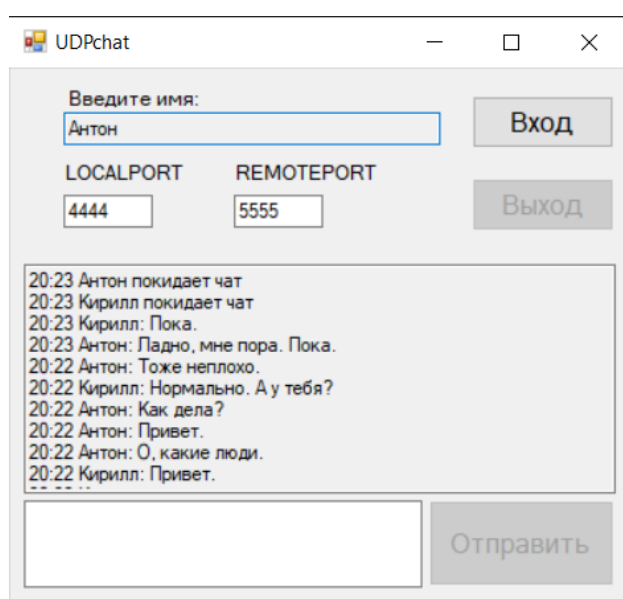 UDPchat
Введите имя:
Антон
Вход
LOCALPORT REMOTEPORT
4444 5555
Выход
20:23 Антон покидает чат
20:23 Кирилл покидает чат
20:23 Кирилл: Пока.
20:23 Антон: Ладно, мне пора. Пока.
20:22 Антон: Тоже неплохо.
20:22 Кирилл: Нормально. А у тебя?
20:22 Антон: Как дела?
20:22 Антон: Привет.
20:22 Антон: О, какие люди.
20:22 Кирилл: Привет.
Отправить